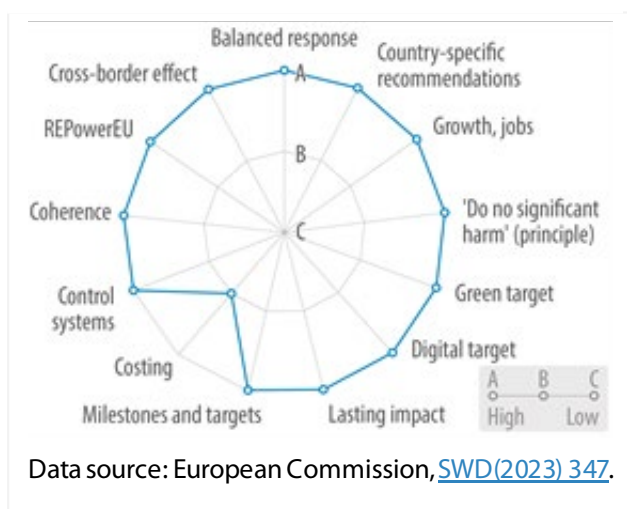 Balanced response
Country-specific
recommendations
Cross-border effect
A
Growth, jobs
REPowerEU
B
Coherence
'Do no significant
harm' (principle)
C
Green target
Control
systems
Digital target
Costing
A B C
High Low
Milestones and targets
Lasting impact
Data source: European Commission, SWD(2023) 347.